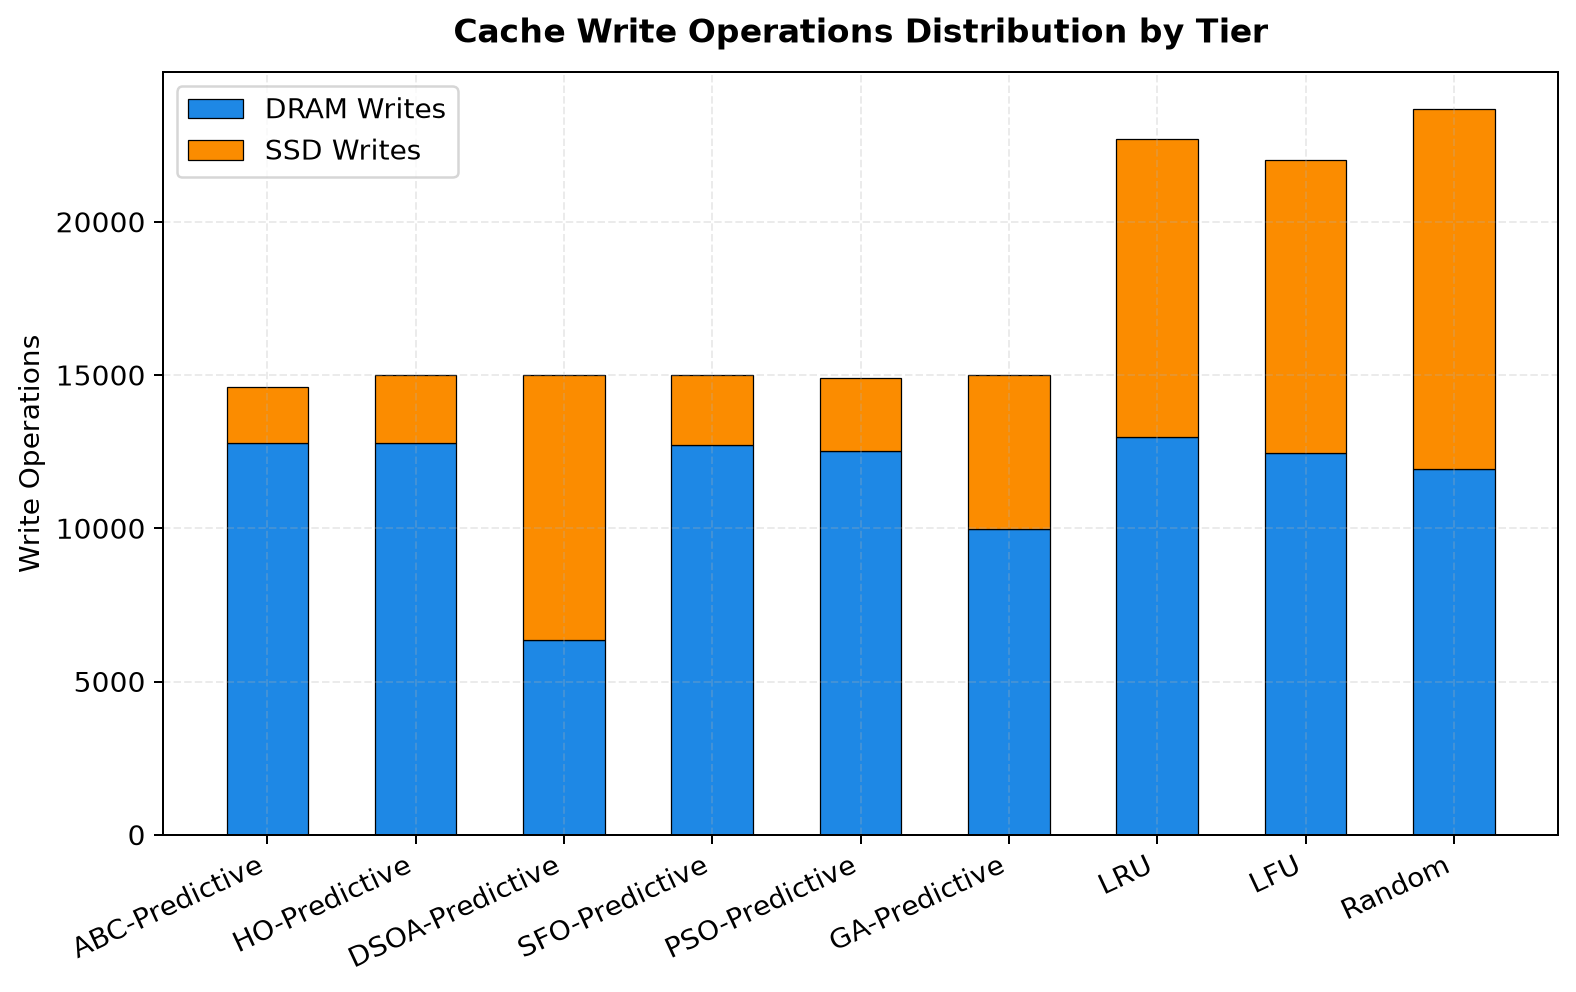 Cache Write Operations Distribution by Tier
DRAM Writes
SSD Writes
Write Operations
20000
15000
10000
5000
0
ABC-Predictive
HO-Predictive
DSOA-Predictive
SFO-Predictive
PSO-Predictive
GA-Predictive
LRU
LFU
Random